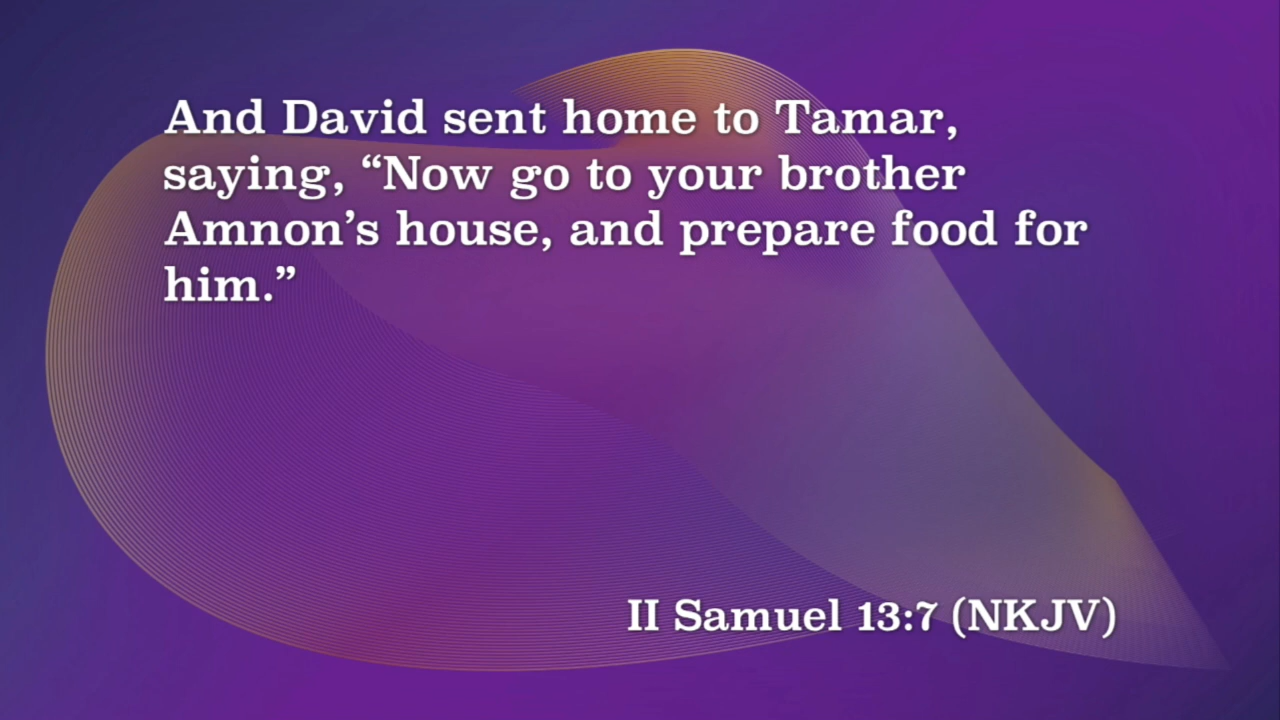 And David sent home to Tamar,
saying, “Now go to your brother
Amnon’s house, and prepare food for
him.”
II Samuel 13:7 (NKJV)